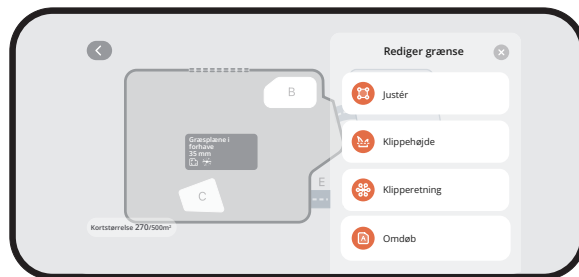 Rediger grænse
B
Justér
Græsplæne i
forhave
35 mm
Klippehøjde
C
E
Klipperetning
Kortstørrelse 270/500m²
A
Omdøb